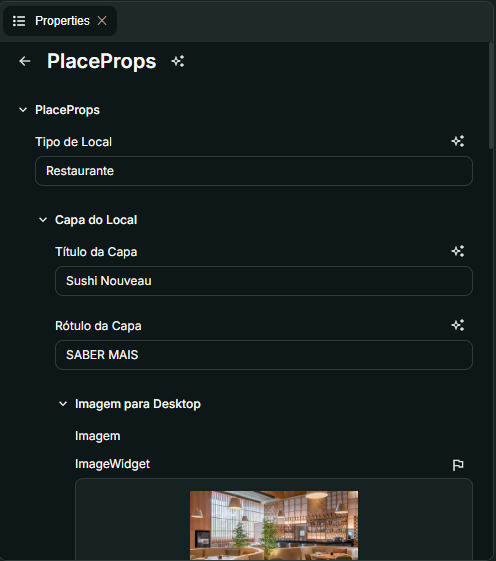 Properties
PlaceProps
PlaceProps
Tipo de Local
Restaurante
Capa do Local
Título da Capa
Sushi Nouveau
Rótulo da Capa
SABER MAIS
Imagem para Desktop
Imagem
ImageWidget